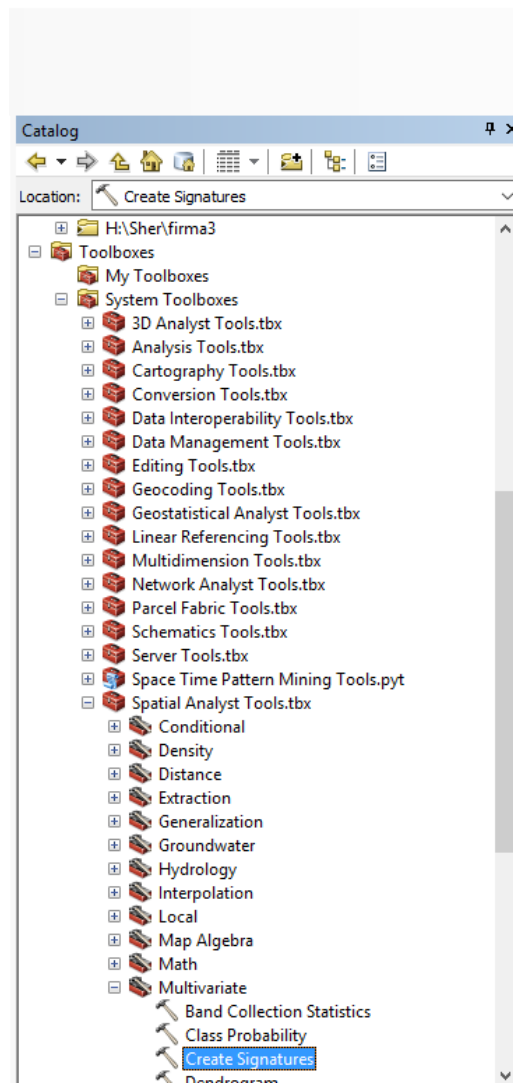 Catalog
Location: Create Signatures
H:\Sher\firma3
Toolboxes
My Toolboxes
System Toolboxes
3D Analyst Tools.tbx
Analysis Tools.tbx
Cartography Tools.tbx
Conversion Tools.tbx
Data Interoperability Tools.tbx
Data Management Tools.tbx
Editing Tools.tbx
Geocoding Tools.tbx
Geostatistical Analyst Tools.tbx
Linear Referencing Tools.tbx
Multidimension Tools.tbx
Network Analyst Tools.tbx
Parcel Fabric Tools.tbx
Schematics Tools.tbx
Server Tools.tbx
Space Time Pattern Mining Tools.pyt
Spatial Analyst Tools.tbx
Conditional
Density
Distance
Extraction
Generalization
Groundwater
Hydrology
Interpolation
Local
Map Algebra
Math
Multivariate
Band Collection Statistics
Class Probability
Create Signatures
Dendrogram